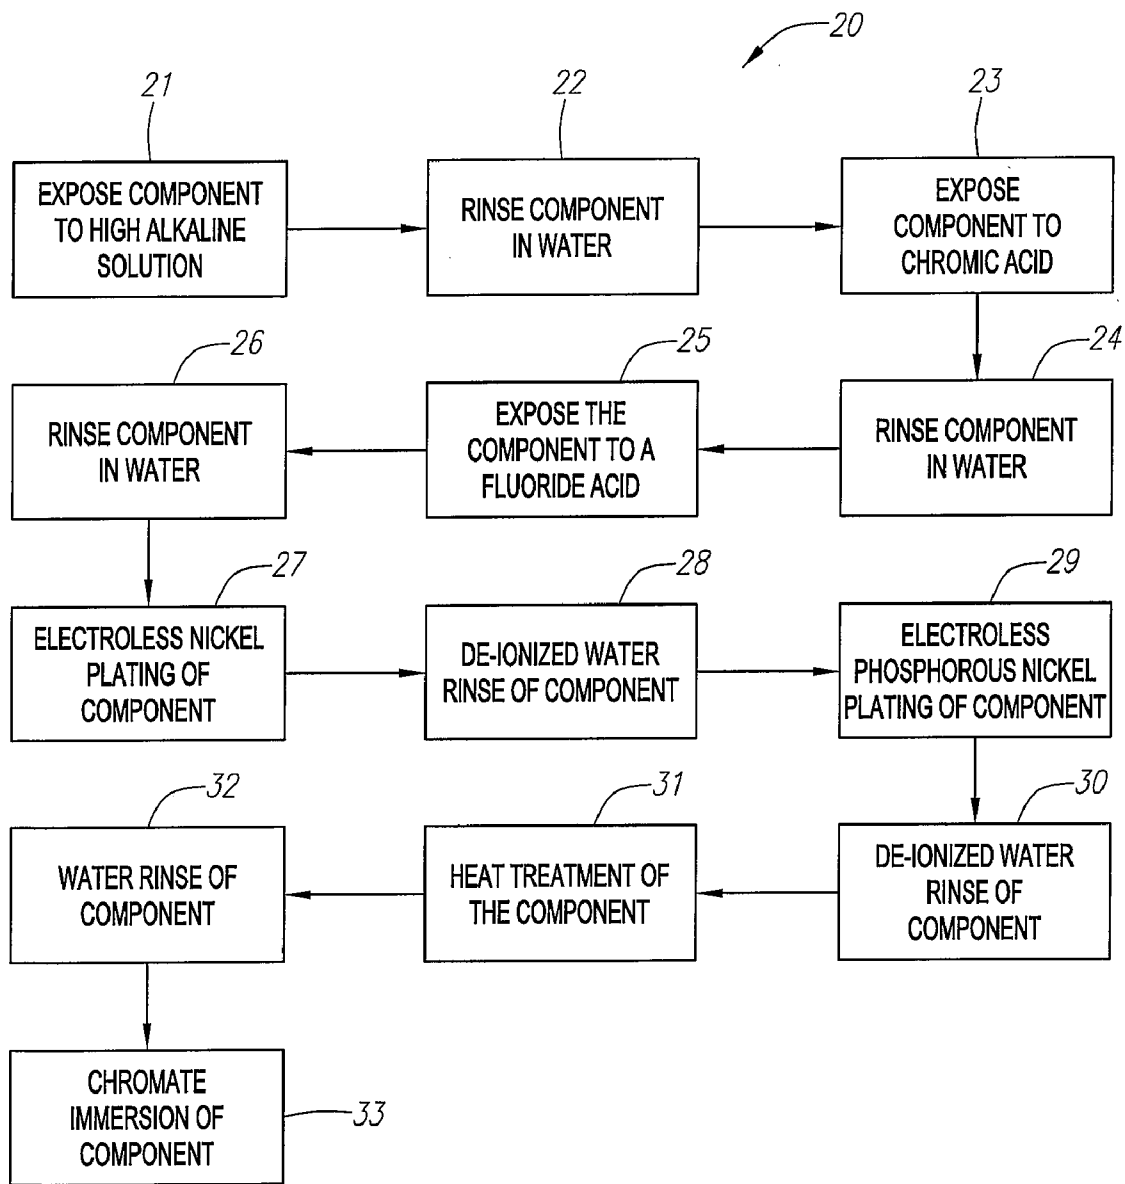 20
21
EXPOSE COMPONENT
TO HIGH ALKALINE
SOLUTION
22
RINSE COMPONENT
IN WATER
23
EXPOSE
COMPONENT TO
CHROMIC ACID
24
RINSE COMPONENT
IN WATER
25
EXPOSE THE
COMPONENT TO A
FLUORIDE ACID
26
RINSE COMPONENT
IN WATER
27
ELECTROLESS NICKEL
PLATING OF
COMPONENT
28
DE-IONIZED WATER
RINSE OF COMPONENT
29
ELECTROLESS
PHOSPHOROUS NICKEL
PLATING OF COMPONENT
30
DE-IONIZED WATER
RINSE OF
COMPONENT
31
HEAT TREATMENT OF
THE COMPONENT
32
WATER RINSE OF
COMPONENT
33
CHROMATE
IMMERSION OF
COMPONENT